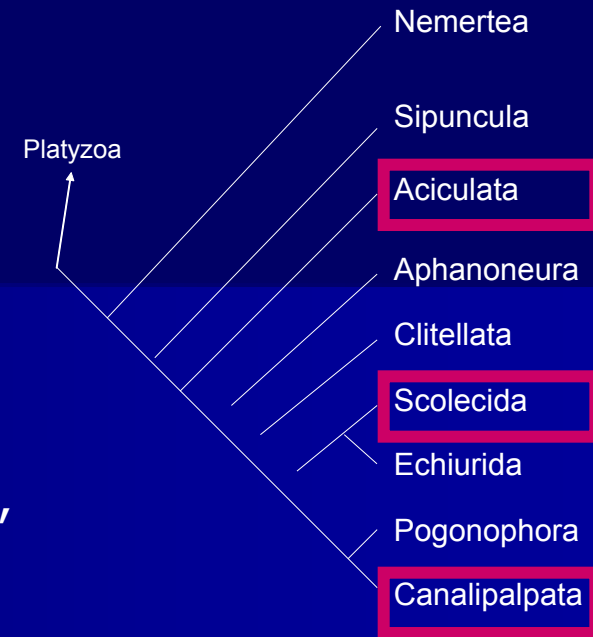 Nemertea
Sipuncula
Platyzoa
Aciculata
Aphanoneura
Clitellata
Scolecida
Echiurida
,
Pogonophora
Canalipalpata